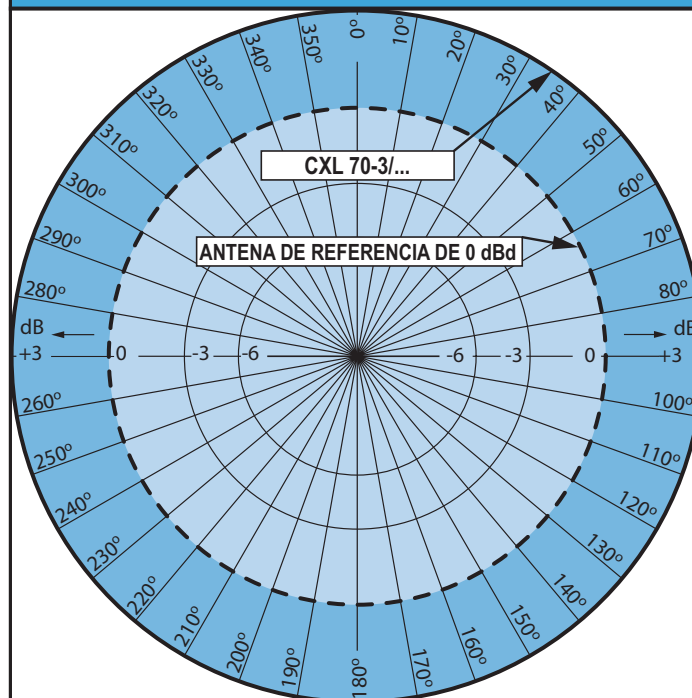 0º
10º
20º
30º
40º
50º
60º
70º
80º
dB
+3
100º
110º
120º
130º
140º
150º
160º
170º
180º
190º
200º
210º
220º
230º
240º
250º
260º
dB
+3
280º
290º
300º
310º
320º
330º
340º
350º
CXL 70-3/...
ANTENA DE REFERENCIA DE 0 dBd
0 -3 -6 -6 -3 0